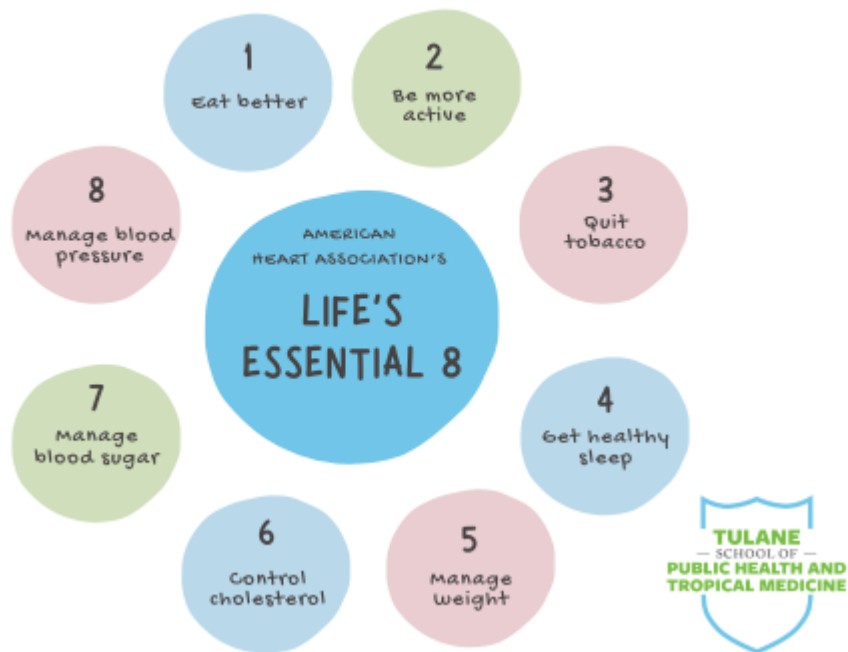 AMERICAN
HEART ASSOCIATION'S
LIFE'S
ESSENTIAL 8
1
Eat better
2
Be more
active
3
Quit
tobacco
4
Get healthy
sleep
5
Manage
weight
6
Control
cholesterol
7
Manage
blood sugar
8
Manage blood
pressure
TULANE
— SCHOOL OF —
PUBLIC HEALTH AND
TROPICAL MEDICINE